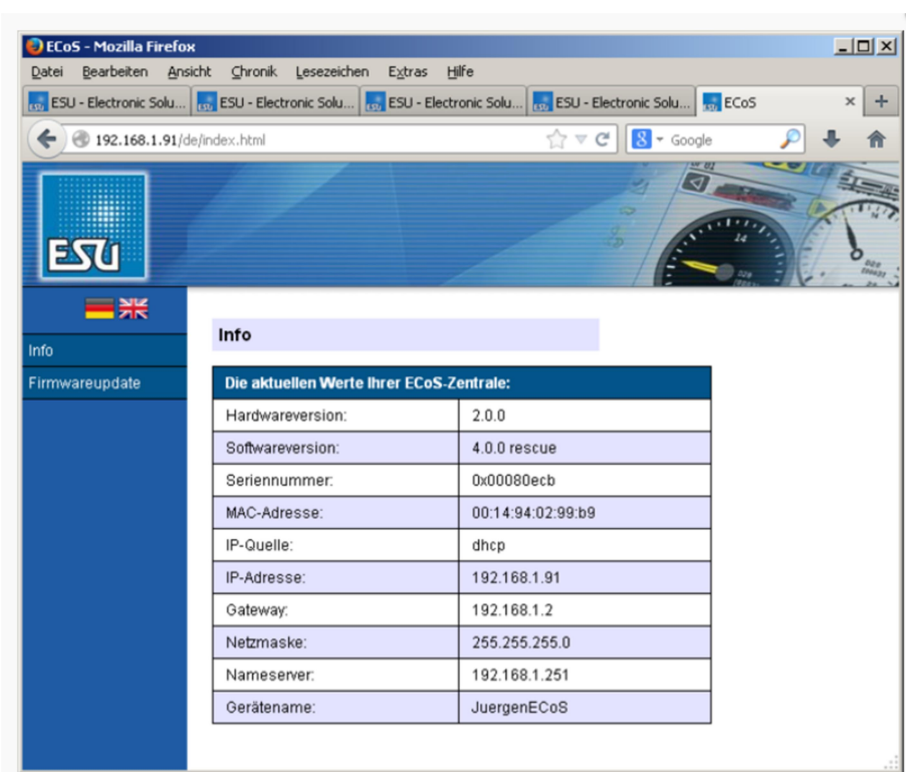 ECoS - Mozilla Firefox
Datei Bearbeiten Ansicht Chronik Lesezeichen Extras Hilfe
ESU - Electronic Solu... ESU - Electronic Solu... ESU - Electronic Solu... ESU - Electronic Solu... ECoS
192.168.1.91/de/index.html Google
ESU
14
Info
Firmwareupdate
Info
Die aktuellen Werte Ihrer ECoS-Zentrale:
Hardwareversion: 2.0.0
Softwareversion: 4.0.0 rescue
Seriennummer: 0x00080ecb
MAC-Adresse: 00:14:94:02:99:b9
IP-Quelle: dhcp
IP-Adresse: 192.168.1.91
Gateway: 192.168.1.2
Netzmaske: 255.255.255.0
Nameserver: 192.168.1.251
Gerätename: JuergenECoS